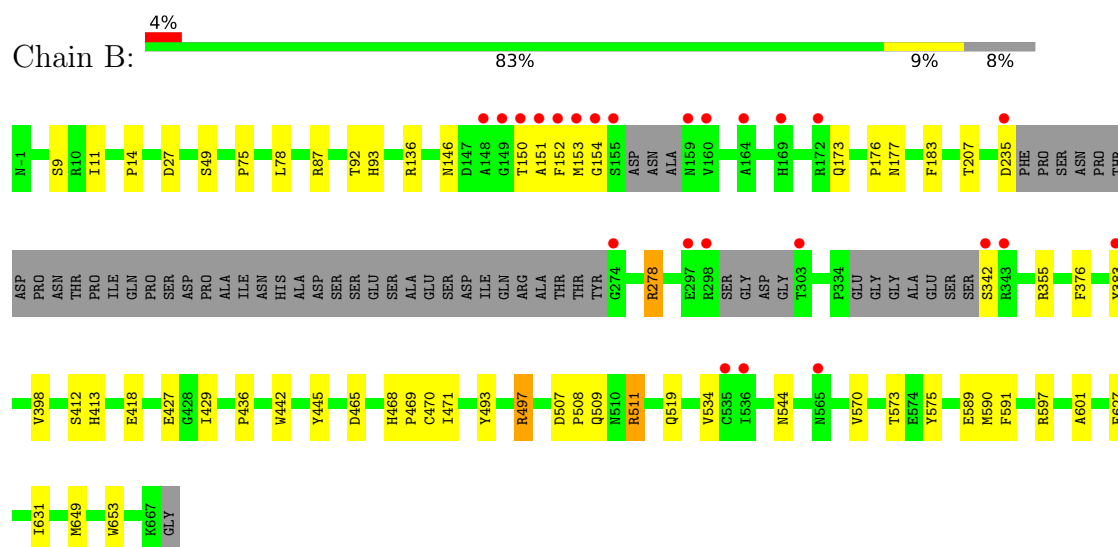 4%
Chain B:
83% 9% 8%
N-1 S9 R10 I11 P14 D27 S49 P75 L78 R87 T92 H93 R136 N146 D147 A148 G149 T150 A151 F152 M153 G154 S155 ASP ASN ALA N159 V160 A164 H169 R172 Q173 P176 N177 F183 T207 D235 PHE PRO SER ASN PRO THR
ASP PRO ASN THR PRO ILE GLN PRO SER ASP PRO ALA ILE ASN HIS ALA ASP SER SER GLU SER ALA GLU SER ASP ILE GLN ARG ALA THR THR TYR G274 R278 E297 R298 SER GLY ASP GLY T303 P334 GLU GLY GLY ALA GLU SER SER S342 R343 R355 F376 Y383
V398 S412 H413 E418 E427 G428 I429 P436 W442 Y445 D465 H468 P469 C470 I471 Y493 R497 D507 P508 Q509 N510 R511 Q519 V534 C535 I536 N544 N565 V570 T573 E574 Y575 E589 M590 F591 R597 A601 E627
I631 M649 W653 K667 GLY